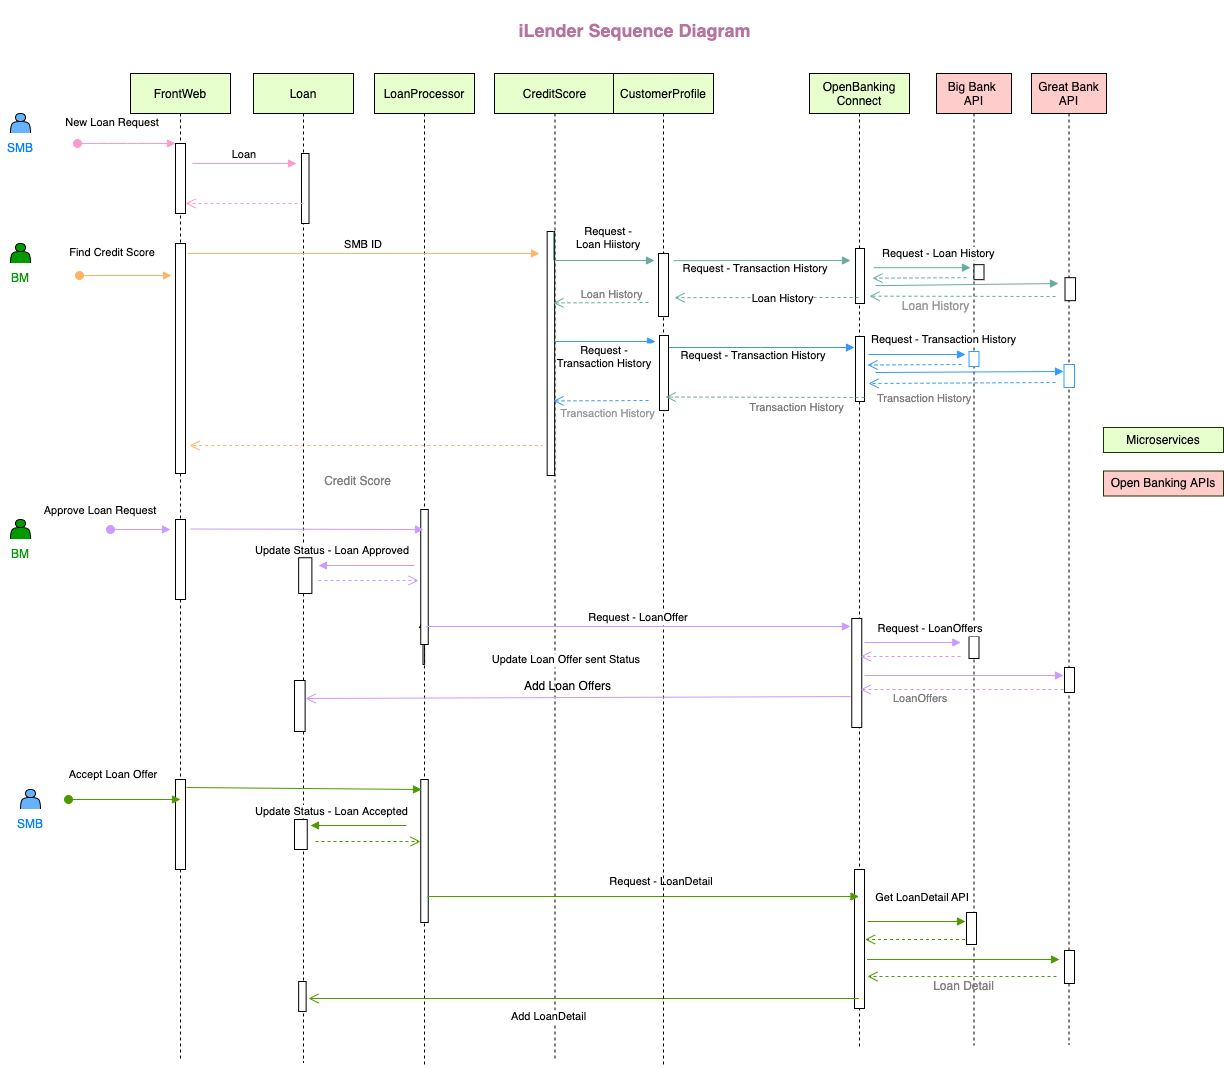 iLender Sequence Diagram
FrontWeb
Loan
LoanProcessor
CreditScore
CustomerProfile
OpenBanking
Connect
Big Bank
API
Great Bank
API
New Loan Request
SMB
Loan
BM
Find Credit Score
SMB ID
Request -
Loan Hiistory
Request - Transaction History
Request - Loan History
Loan History
Loan History
Loan History
Request -
Transaction History
Request - Transaction History
Request - Transaction History
Transaction History
Transaction History
Transaction History
Microservices
Open Banking APIs
Credit Score
Approve Loan Request
BM
Update Status - Loan Approved
Request - LoanOffer
Request - LoanOffers
Update Loan Offer sent Status
Add Loan Offers
LoanOffers
Accept Loan Offer
SMB
Update Status - Loan Accepted
Request - LoanDetail
Get LoanDetail API
Loan Detail
Add LoanDetail